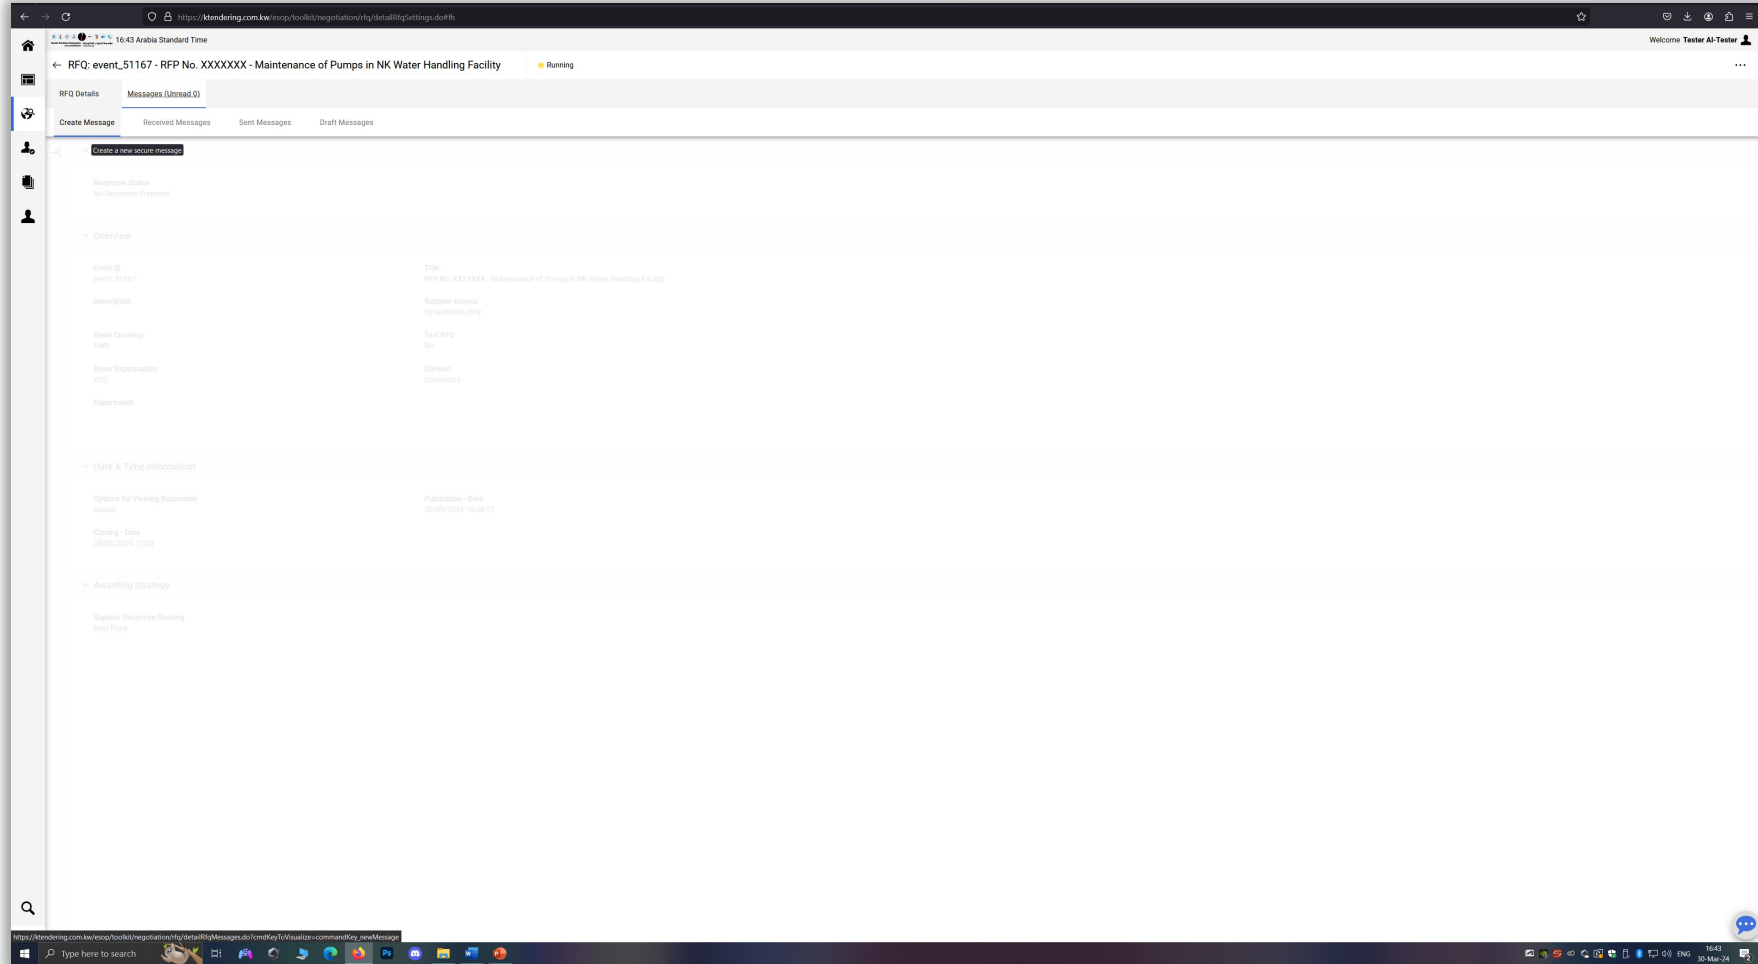 https://ktendering.com.kw/esop/toolkit/negotiation/rfq/detailRfqSettings.do#fh
16:43 Arabia Standard Time
Welcome Tester Al-Tester
RFQ: event_51167 - RFP No. XXXXXXX - Maintenance of Pumps in NK Water Handling Facility
Running
RFQ Details
Messages (Unread 0)
Create Message
Received Messages
Sent Messages
Draft Messages
Create a new secure message
Response Status
No Response Prepared
Overview
Event ID
event_51167
Title
RFP No. XXXXXXX - Maintenance of Pumps in NK Water Handling Facility
Description
Supplier Access
By Invitation Only
Event Currency
KWD
Test RFQ
No
Buyer Organisation
KOC
Division
Contracts I
Department
Date & Time Information
Options for Viewing Responses
Sealed
Publication - Date
30/03/2024 16:38:12
Closing - Date
28/06/2024 12:00
Awarding Strategy
Supplier Response Ranking
Best Price
https://ktendering.com.kw/esop/toolkit/negotiation/rfq/detailRfqMessages.do?cmdKeyToVisualize=commandKey_newMessage
Type here to search
Ps
ENG
16:43
30-Mar-24